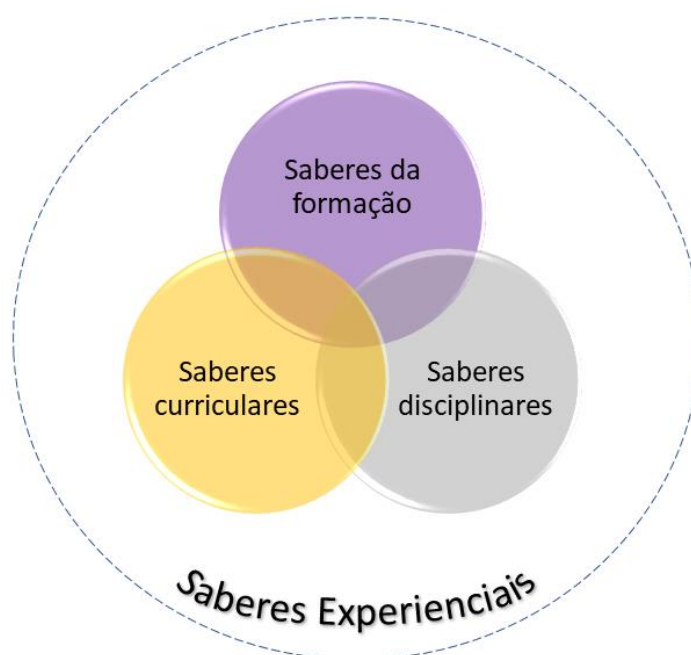 Saberes da
formação
Saberes
curriculares
Saberes
disciplinares
Saberes Experienciais